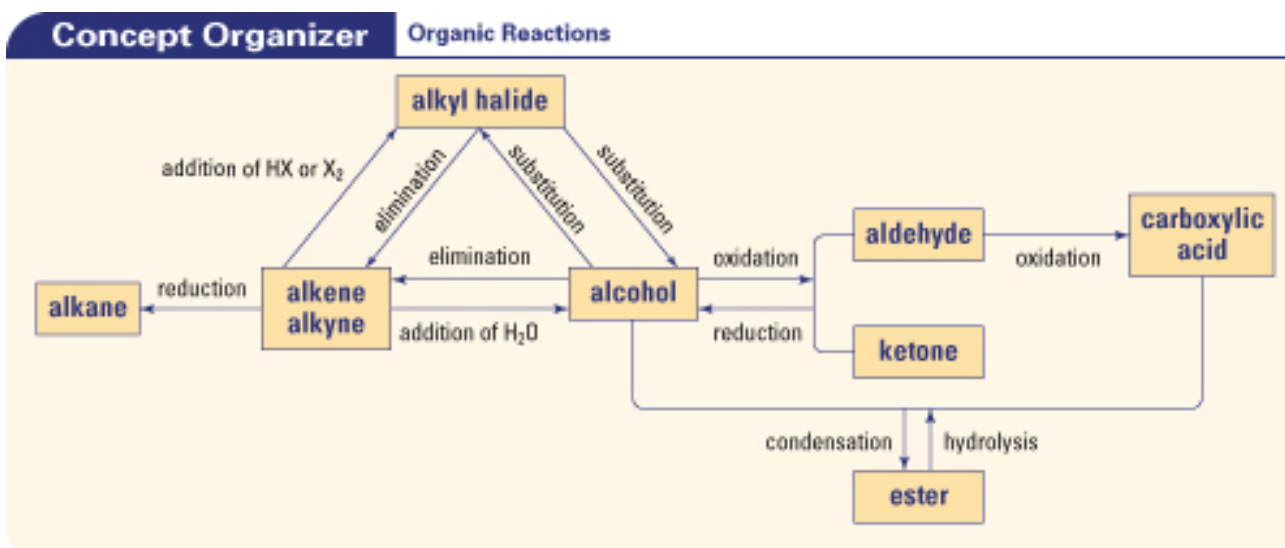 Concept Organizer
Organic Reactions
alkyl halide
addition of HX or X₂
elimination
substitution
substitution
aldehyde
carboxylic
acid
elimination
oxidation
oxidation
alkane
reduction
alkene
alkyne
alcohol
addition of H₂O
reduction
ketone
condensation
hydrolysis
ester